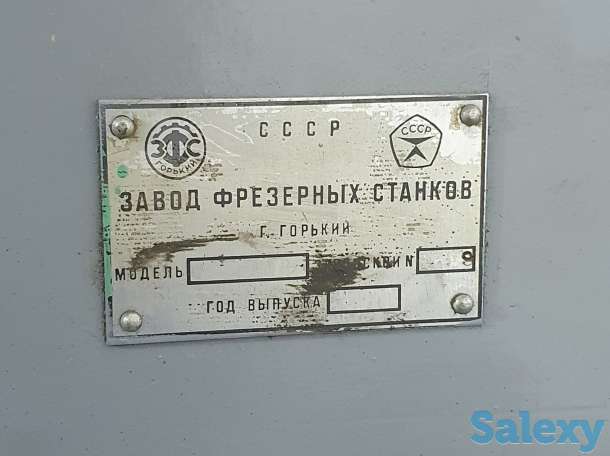 СССР
ЗФС
ГОРЬКИЙ
СССР
ЗАВОД ФРЕЗЕРНЫХ СТАНКОВ
Г. ГОРЬКИЙ
МОДЕЛЬ
N 9
ГОД ВЫПУСКА
Salexy